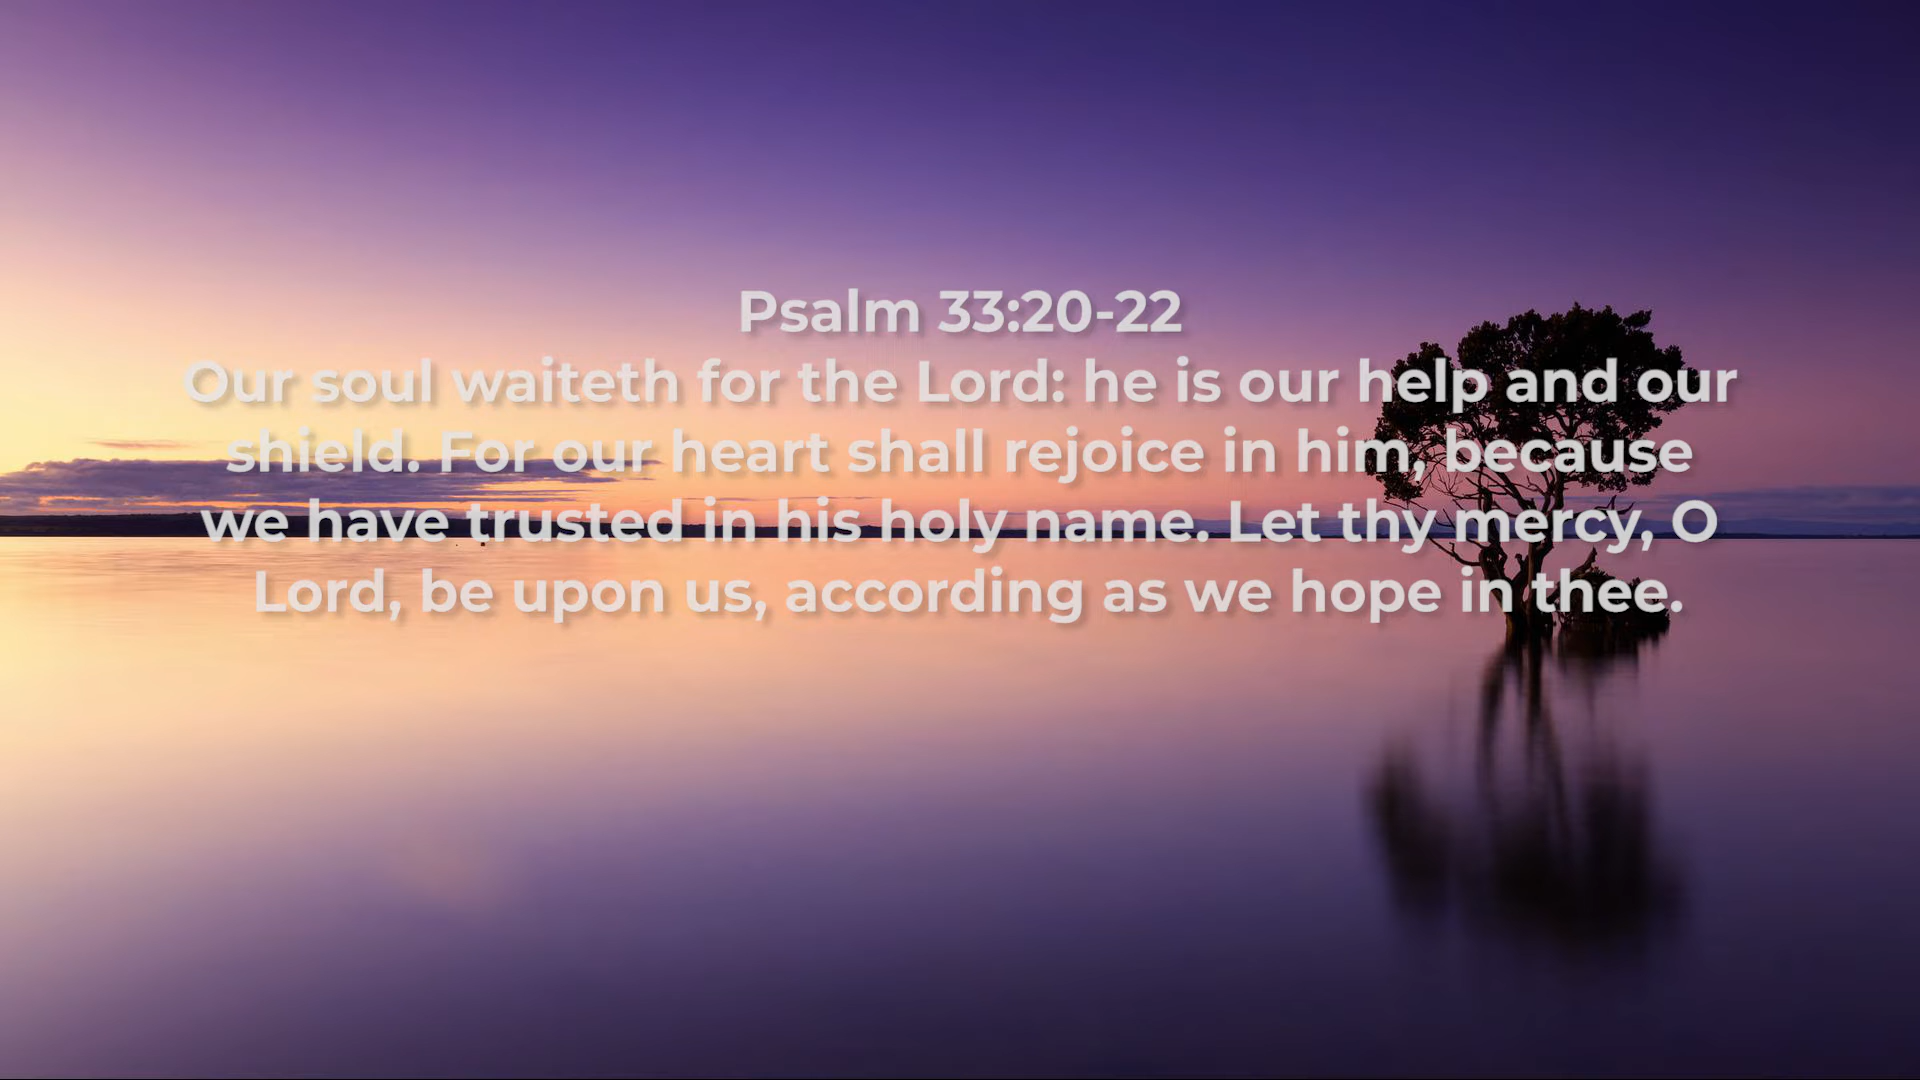 Psalm 33:20-22
Our soul waiteth for the Lord: he is our help and our
shield. For our heart shall rejoice in him, because
we have trusted in his holy name. Let thy mercy, O
Lord, be upon us, according as we hope in thee.